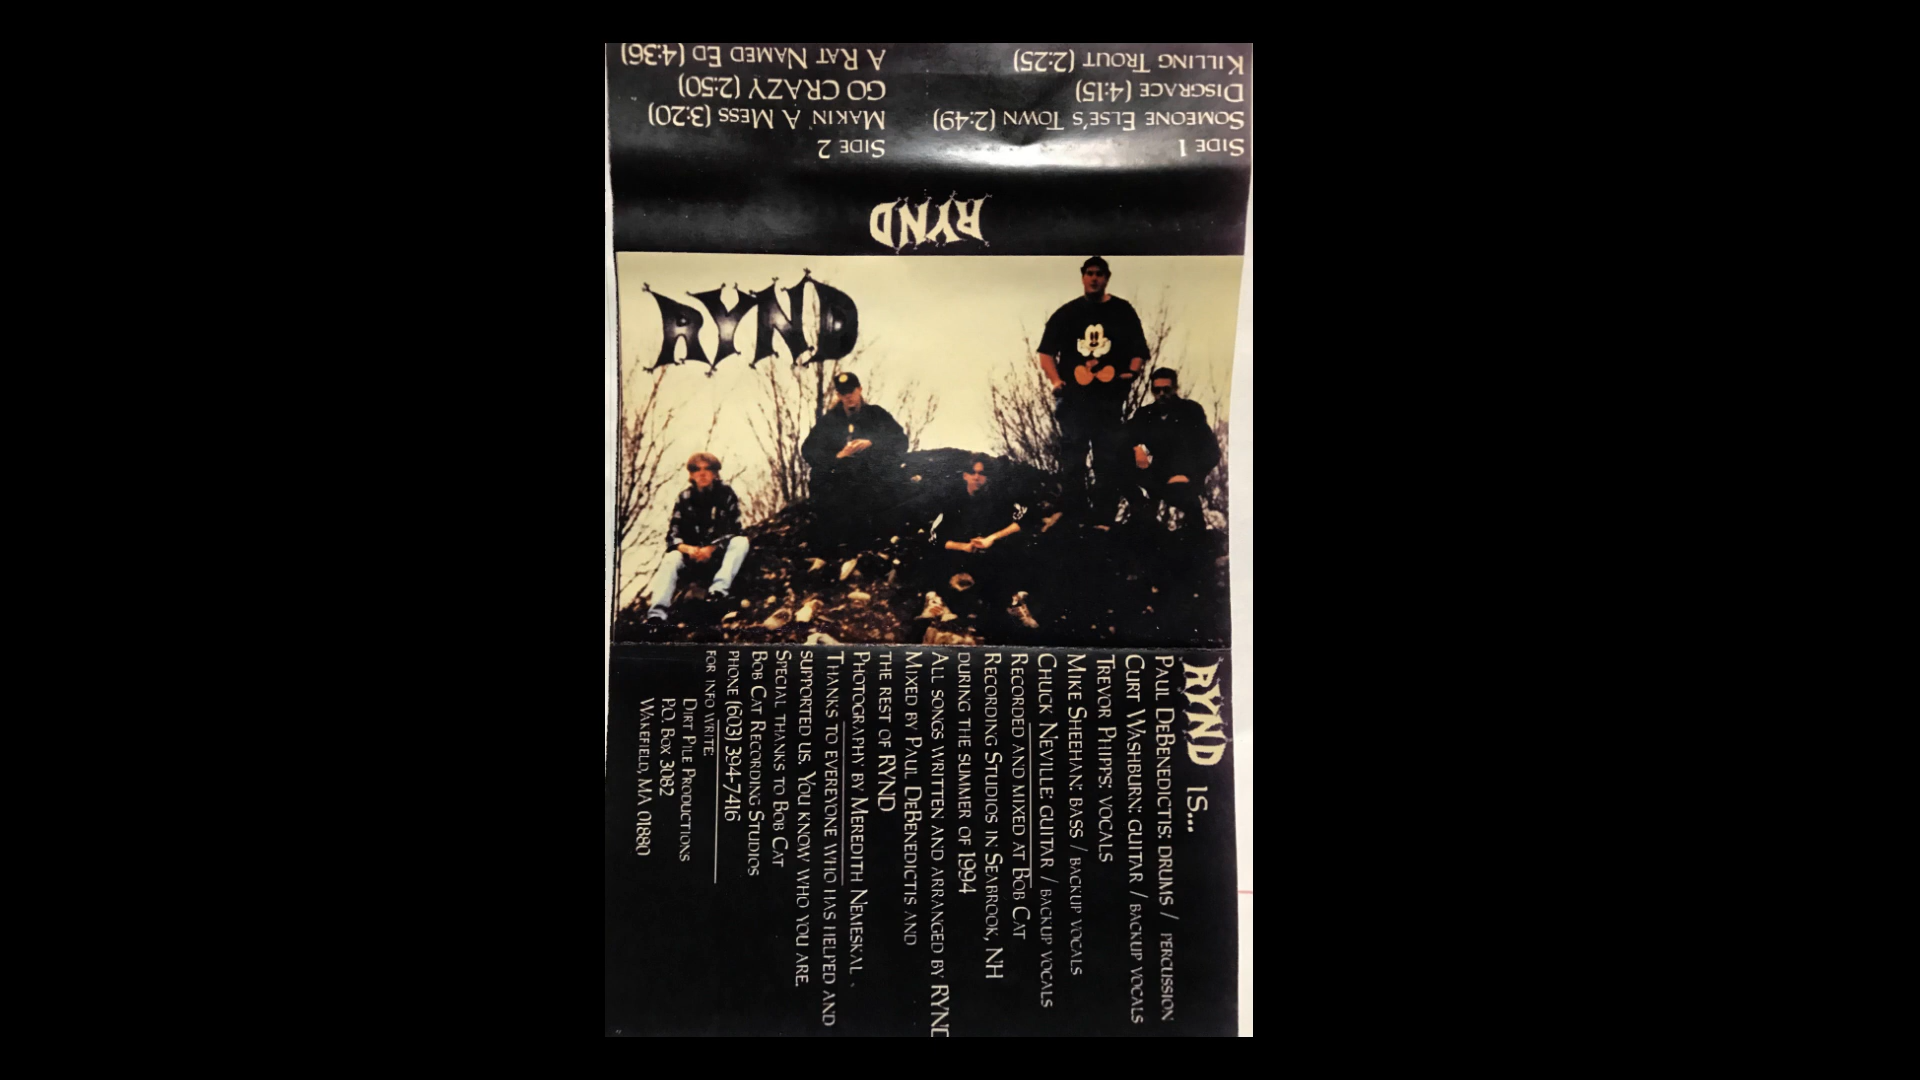 Side 1
Someone Else's Town (2:49)
Disgrace (4:15)
Killing Trout (2:25)
Side 2
Makin' A Mess (3:20)
GO CRAZY (2:50)
A Rat Named Ed (4:36)
RYND
RYND
RYND is...
Paul DeBenedictis: drums / percussion
Curt Washburn: guitar / backup vocals
Trevor Phipps: vocals
Mike Sheehan: bass / backup vocals
Chuck Neville: guitar / backup vocals
Recorded and mixed at Bob Cat
Recording Studios in Seabrook, NH
during the summer of 1994
All songs written and arranged by RYND
Mixed by Paul DeBenedictis and
the rest of RYND
Photography by Meredith Nemeskal
Thanks to evereyone who has helped and
supported us. You know who you are.
Special thanks to Bob Cat
Bob Cat Recording Studios
phone (603) 394-7416
for info write:
Dirt Pile Productions
P.O. Box 3082
Wakefield, MA 01880